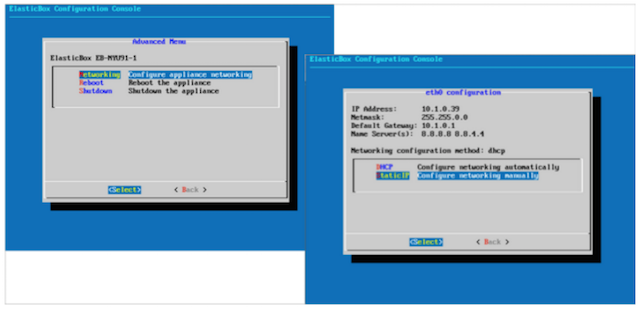 ElasticBox Configuration Console
Advanced Menu
ElasticBox EB-MYU91-1
Networking Configure appliance networking
Reboot Reboot the appliance
Shutdown Shutdown the appliance
<Select> < Back >
ElasticBox Configuration Console
eth0 configuration
IP Address: 10.1.0.39
Netmask: 255.255.0.0
Default Gateway: 10.1.0.1
Name Server(s): 8.8.8.8 8.8.4.4
Networking configuration method: dhcp
DHCP Configure networking automatically
StaticIP Configure networking manually
<Select> < Back >